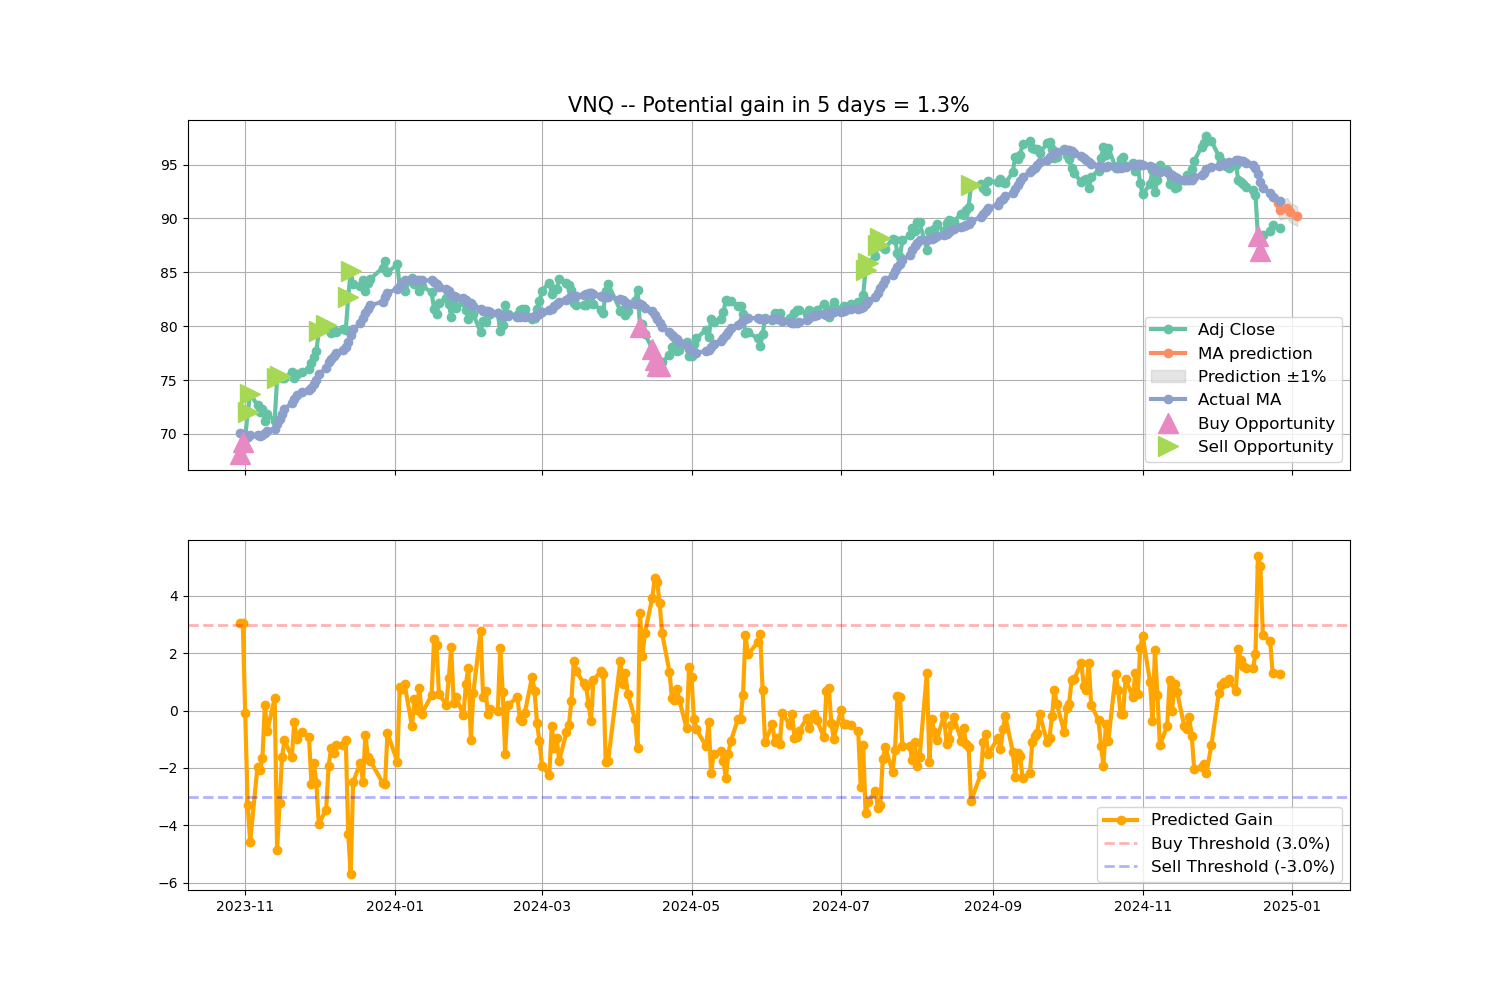 VNQ -- Potential gain in 5 days = 1.3%
95
90
85
80
75
70
Adj Close
MA prediction
Prediction ±1%
Actual MA
Buy Opportunity
Sell Opportunity
4
2
0
−2
−4
−6
Predicted Gain
Buy Threshold (3.0%)
Sell Threshold (-3.0%)
2023-11 2024-01 2024-03 2024-05 2024-07 2024-09 2024-11 2025-01